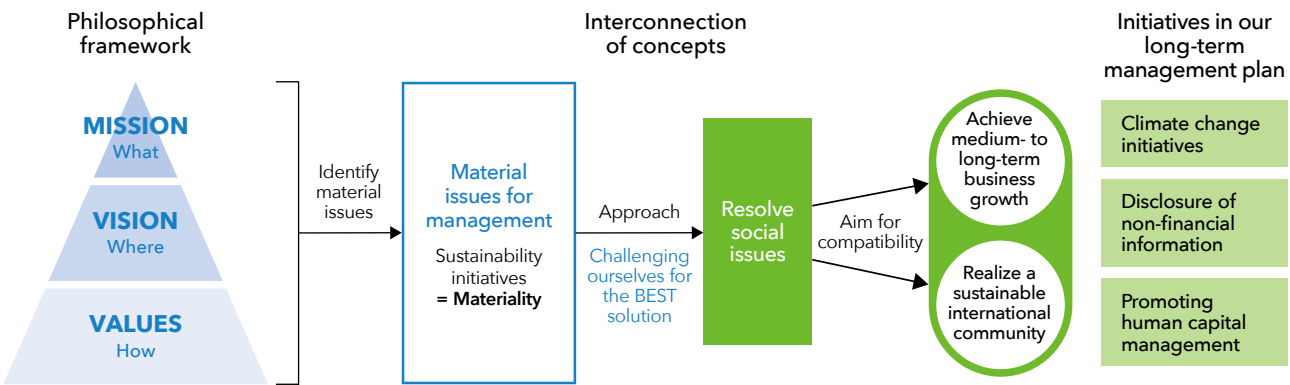 Philosophical
framework
MISSION
What
VISION
Where
VALUES
How
Identify
material
issues
Interconnection
of concepts
Material
issues for
management
Sustainability
initiatives
= Materiality
Approach
Challenging
ourselves for
the BEST
solution
Resolve
social
issues
Aim for
compatibility
Achieve
medium- to
long-term
business
growth
Realize a
sustainable
international
community
Initiatives in our
long-term
management plan
Climate change
initiatives
Disclosure of
non-financial
information
Promoting
human capital
management